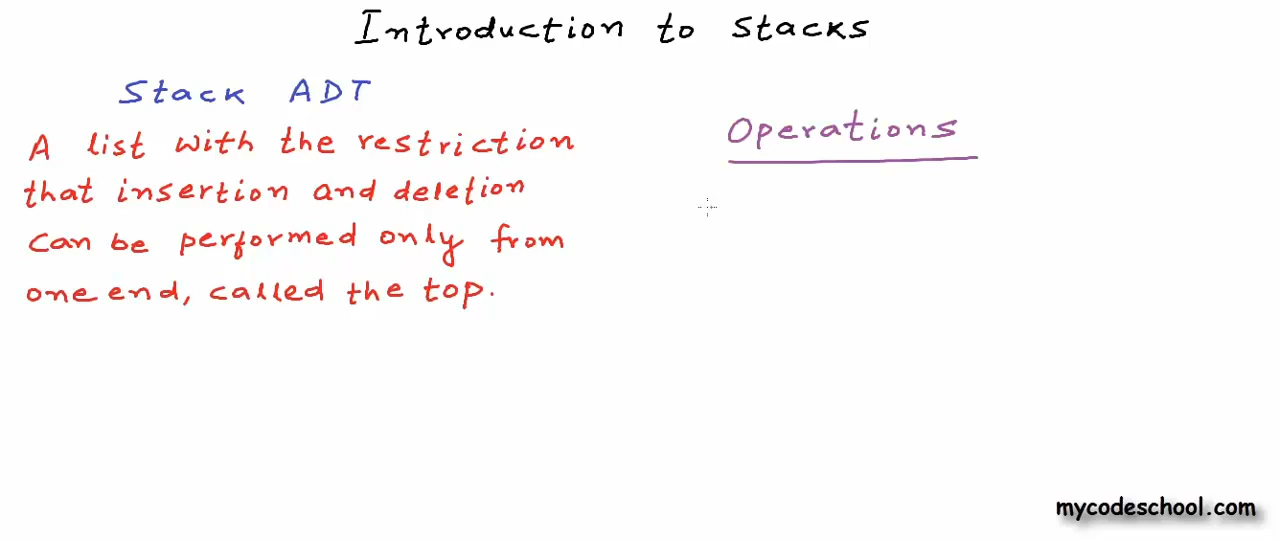 Introduction to Stacks
Stack ADT
A list with the restriction
that insertion and deletion
can be performed only from
one end, called the top.
Operations
mycodeschool.com